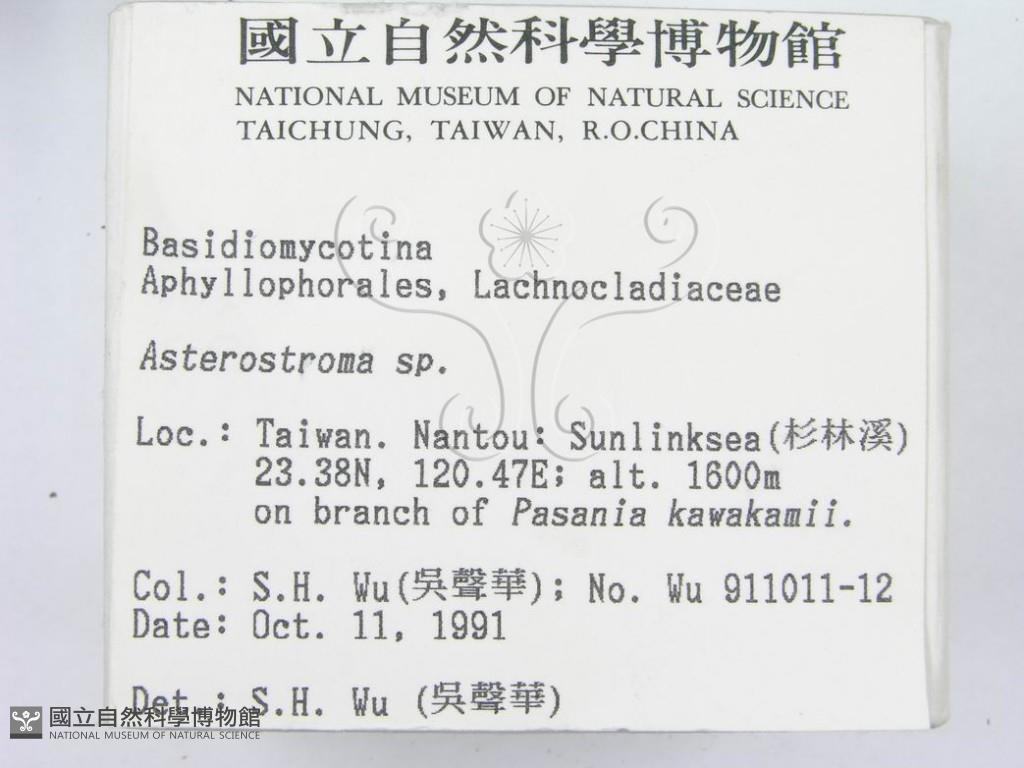 國立自然科學博物館
NATIONAL MUSEUM OF NATURAL SCIENCE
TAICHUNG, TAIWAN, R.O.CHINA
Basidiomycotina
Aphyllophorales, Lachnocladiaceae
Asterostroma sp.
Loc.: Taiwan. Nantou: Sunlinksea(杉林溪)
23.38N, 120.47E; alt. 1600m
on branch of Pasania kawakamii.
Col.: S.H. Wu(吳聲華); No. Wu 911011-12
Date: Oct. 11, 1991
Det.: S.H. Wu (吳聲華)
國立自然科學博物館
NATIONAL MUSEUM OF NATURAL SCIENCE